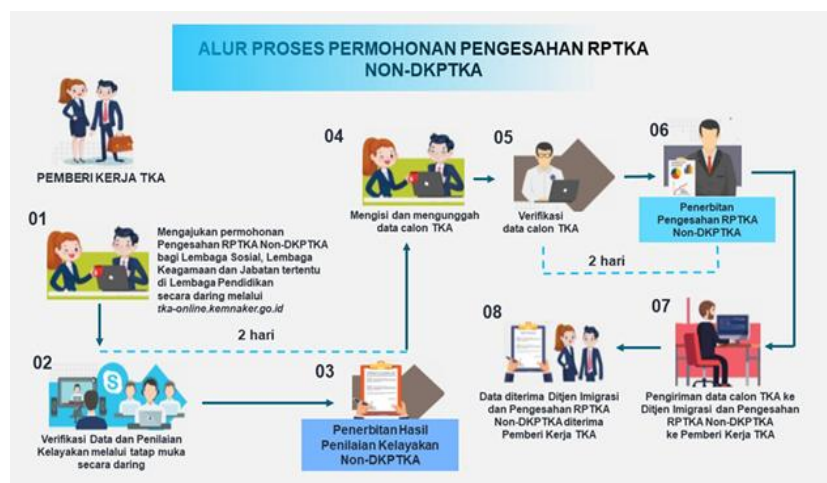 ALUR PROSES PERMOHONAN PENGESAHAN RPTKA
NON-DKPTKA
PEMBERI KERJA TKA
01
Mengajukan permohonan
Pengesahan RPTKA Non-DKPTKA
bagi Lembaga Sosial, Lembaga
Keagamaan dan Jabatan tertentu
di Lembaga Pendidikan
secara daring melalui
tka-online.kemnaker.go.id
2 hari
02
S
Verifikasi Data dan Penilaian
Kelayakan melalui tatap muka
secara daring
03
Penerbitan Hasil
Penilaian Kelayakan
Non-DKPTKA
04
Mengisi dan mengunggah
data calon TKA
05
Verifikasi
data calon TKA
06
Penerbitan
Pengesahan RPTKA
Non-DKPTKA
2 hari
07
Pengiriman data calon TKA ke
Ditjen Imigrasi dan Pengesahan
RPTKA Non-DKPTKA
ke Pemberi Kerja TKA
08
Data diterima Ditjen Imigrasi
dan Pengesahan RPTKA
Non-DKPTKA diterima
Pemberi Kerja TKA